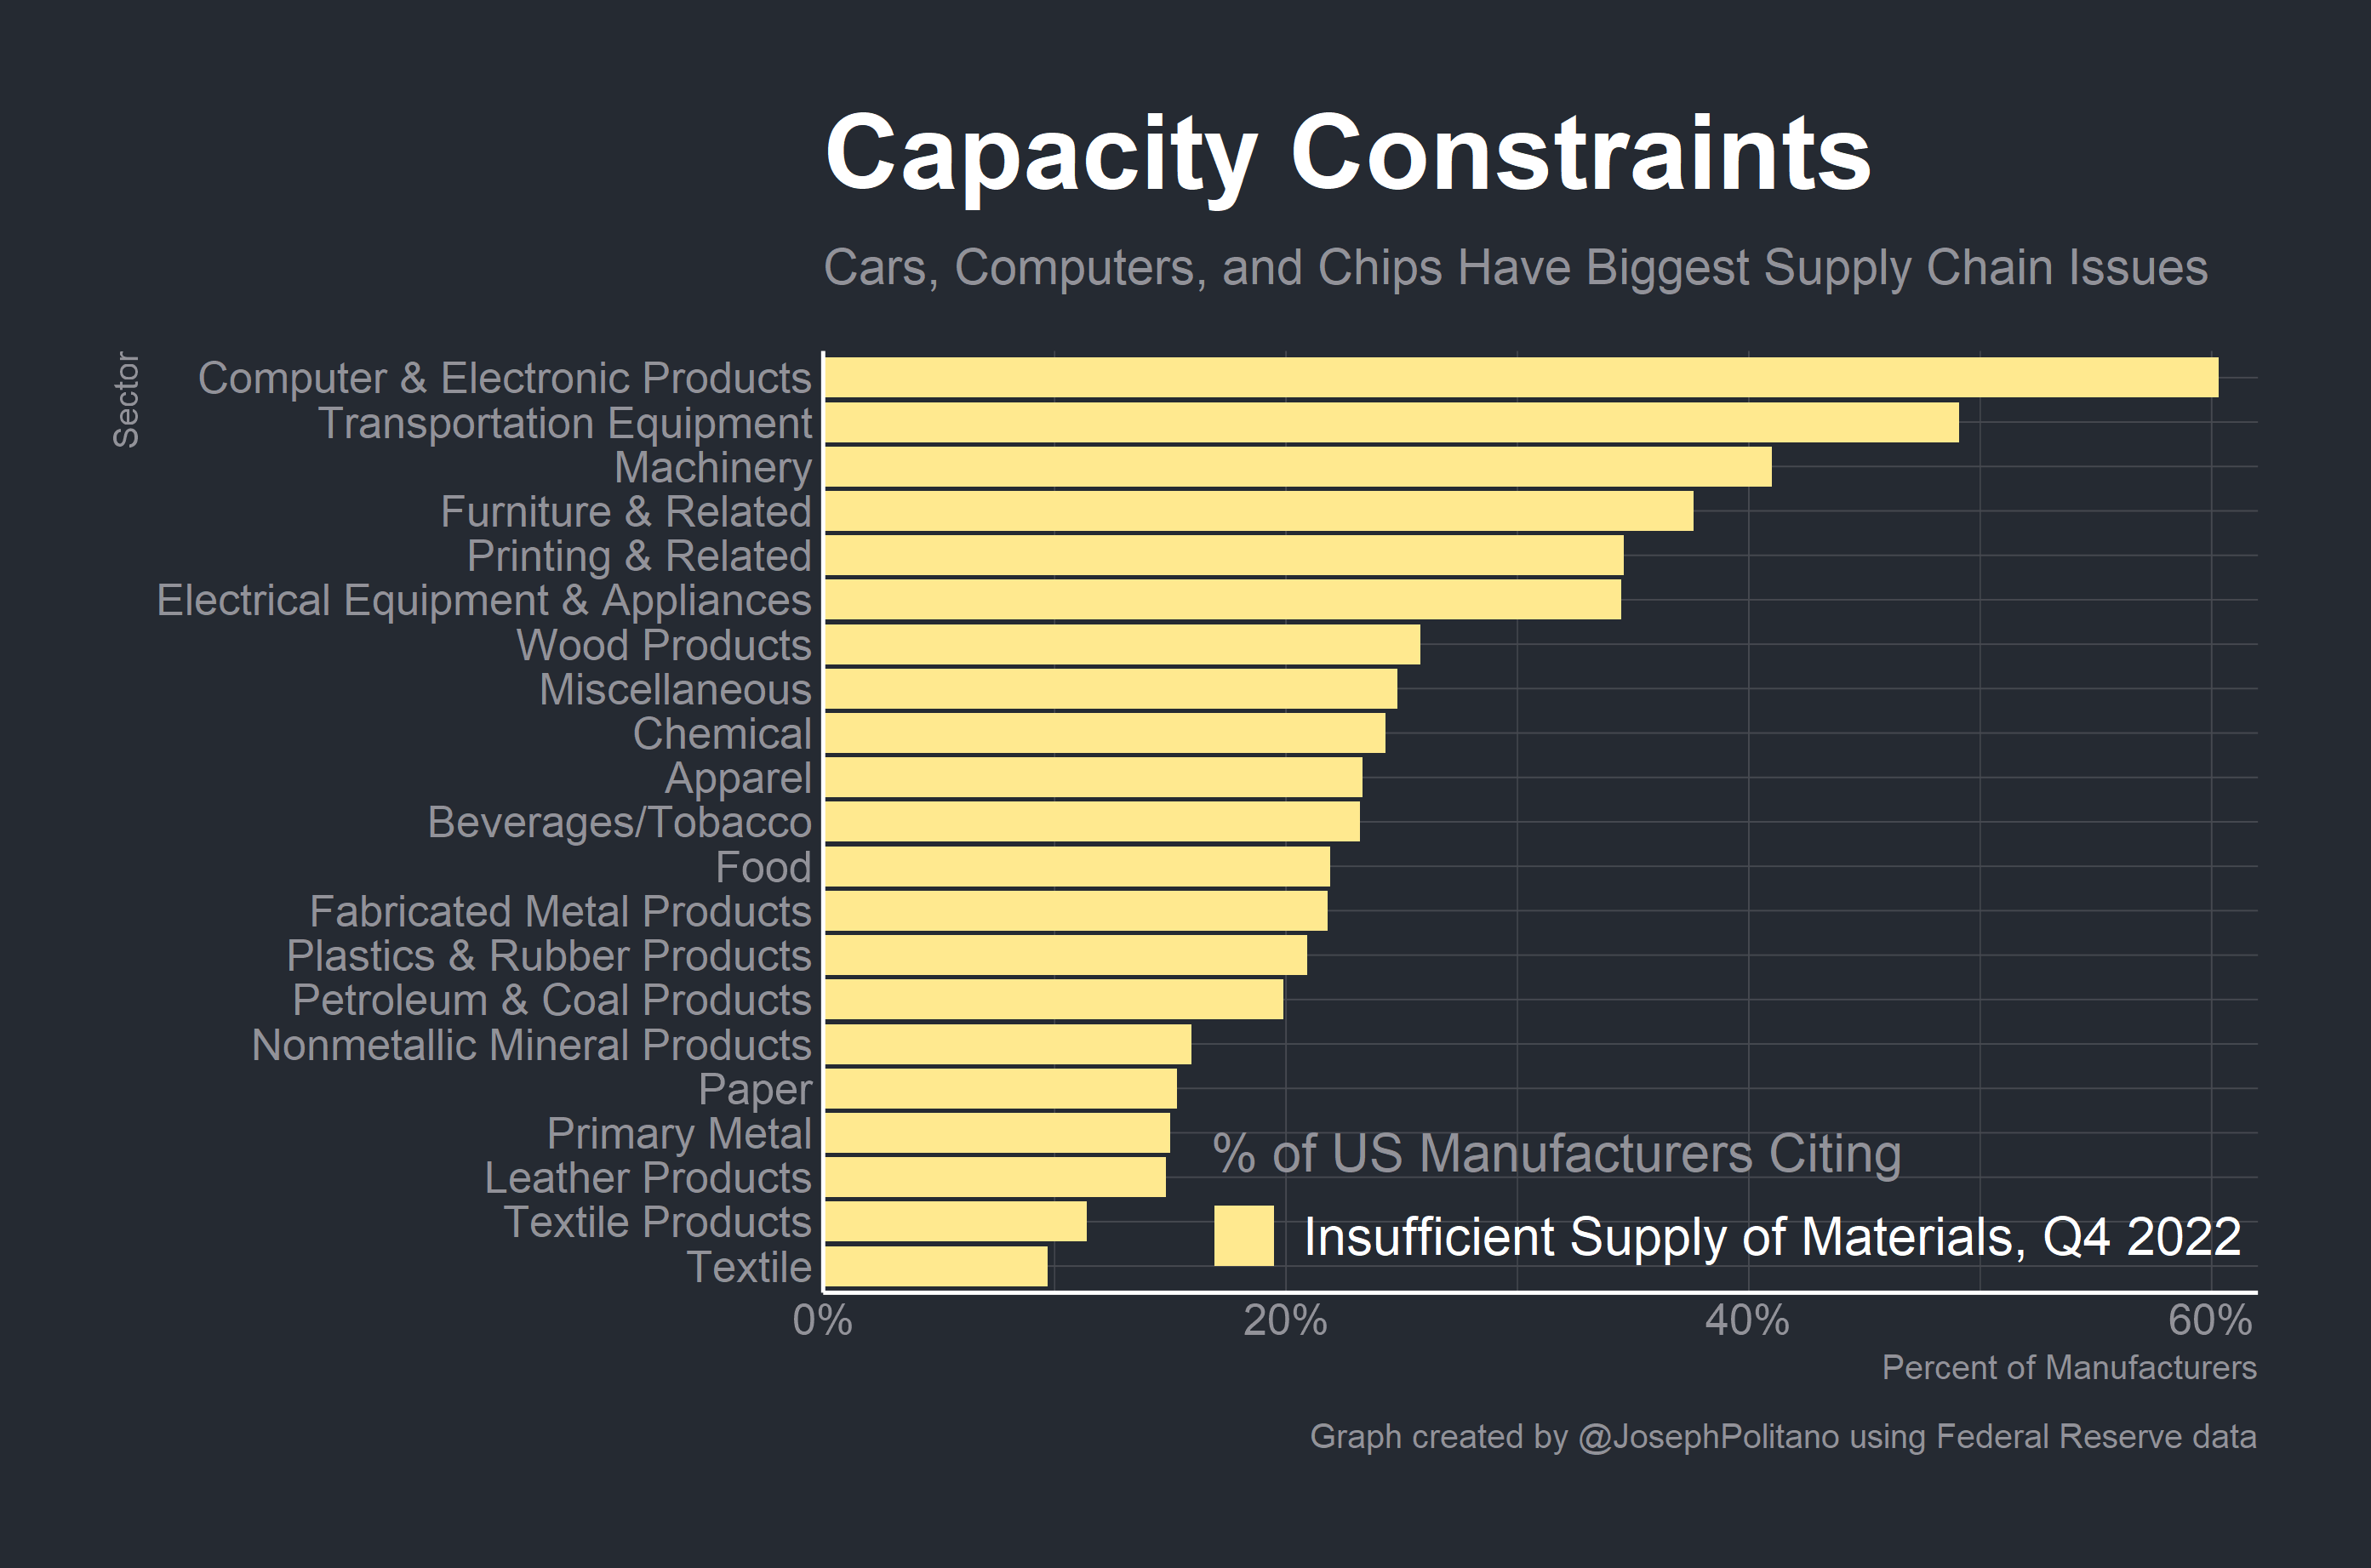 Capacity Constraints
Cars, Computers, and Chips Have Biggest Supply Chain Issues
Sector
Computer & Electronic Products
Transportation Equipment
Machinery
Furniture & Related
Printing & Related
Electrical Equipment & Appliances
Wood Products
Miscellaneous
Chemical
Apparel
Beverages/Tobacco
Food
Fabricated Metal Products
Plastics & Rubber Products
Petroleum & Coal Products
Nonmetallic Mineral Products
Paper
Primary Metal
Leather Products
Textile Products
Textile
% of US Manufacturers Citing
Insufficient Supply of Materials, Q4 2022
0% 20% 40% 60%
Percent of Manufacturers
Graph created by @JosephPolitano using Federal Reserve data